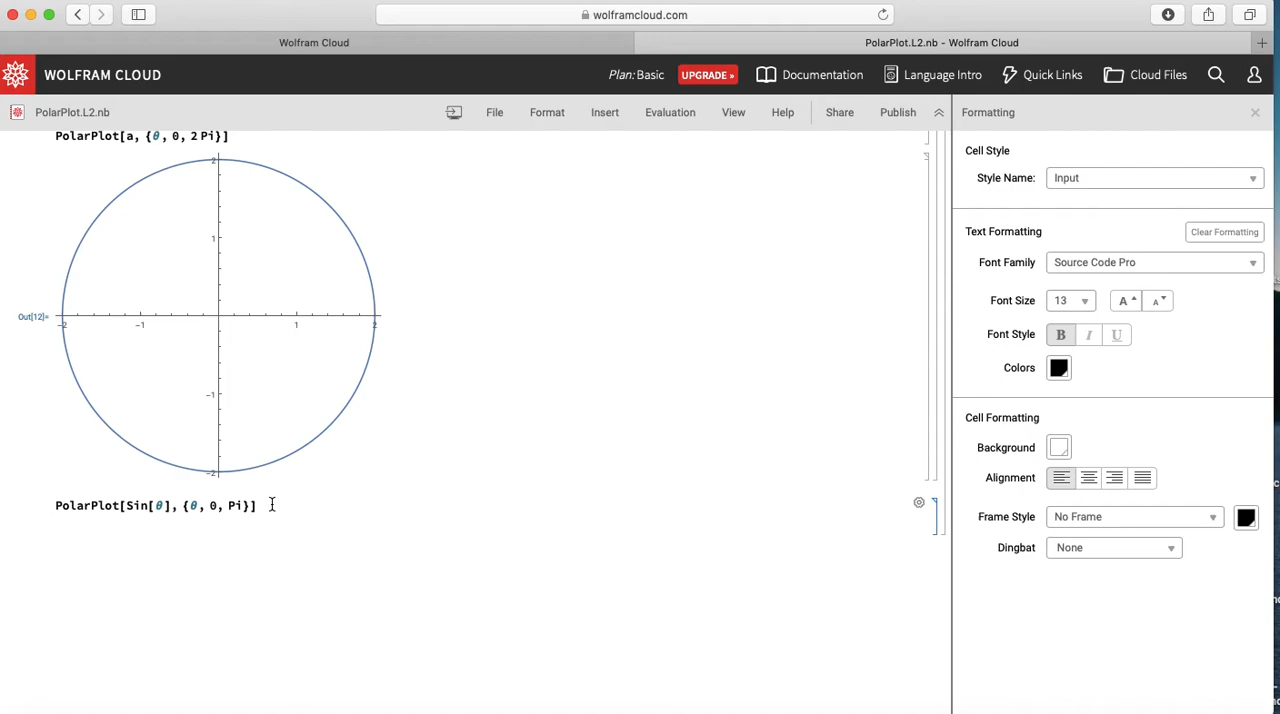 wolframcloud.com
Wolfram Cloud
PolarPlot.L2.nb - Wolfram Cloud
WOLFRAM CLOUD
Plan: Basic
UPGRADE »
Documentation
Language Intro
Quick Links
Cloud Files
PolarPlot.L2.nb
File
Format
Insert
Evaluation
View
Help
Share
Publish
Formatting
PolarPlot[a, {θ, 0, 2 Pi}]
2
1
Out[12]=
-2
-1
1
2
-1
-2
PolarPlot[Sin[θ], {θ, 0, Pi}]
Cell Style
Style Name: Input
Text Formatting
Clear Formatting
Font Family Source Code Pro
Font Size 13 A A
Font Style B I U
Colors
Cell Formatting
Background
Alignment
Frame Style No Frame
Dingbat None